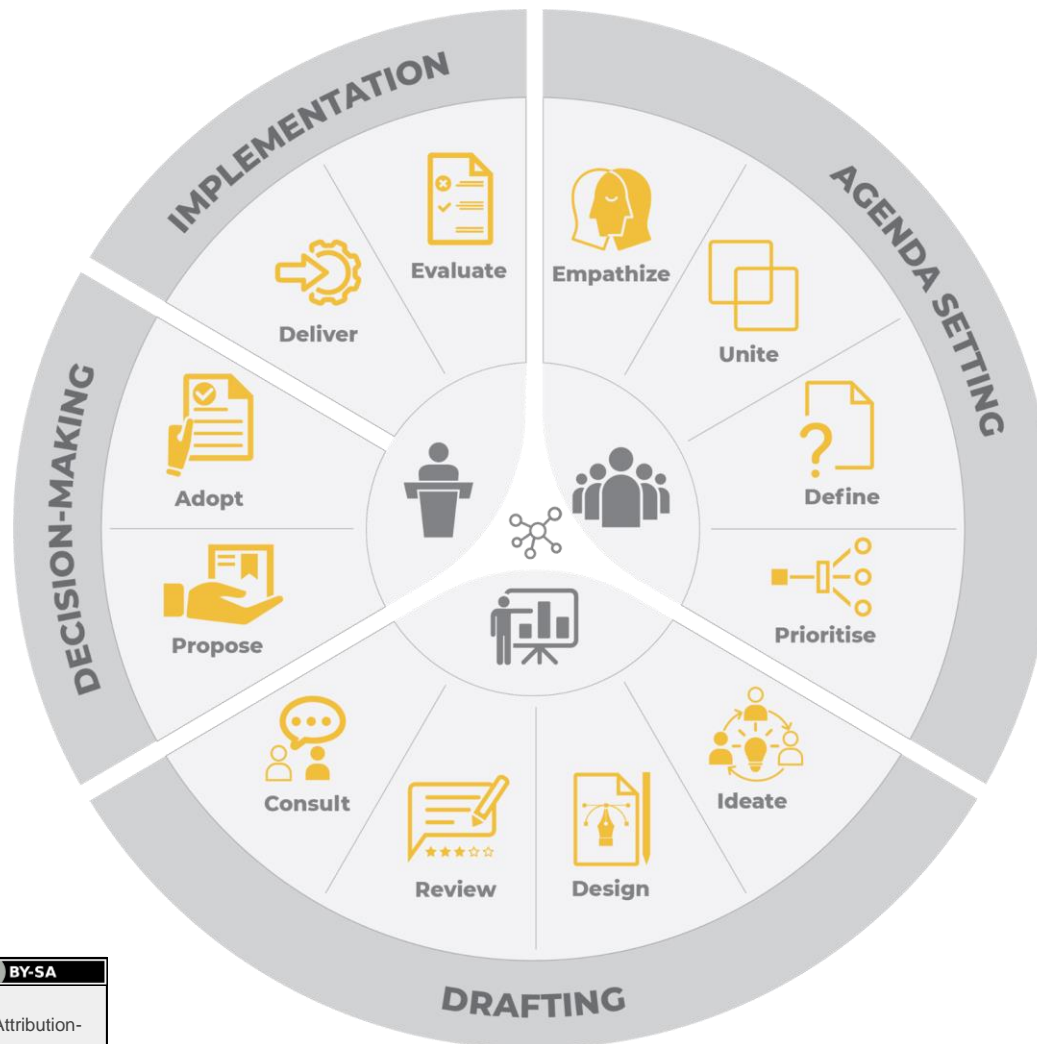 IMPLEMENTATION
AGENDA SETTING
Evaluate
Empathize
Deliver
Unite
DECISION-MAKING
Adopt
Define
Propose
Prioritise
Consult
Ideate
Review
Design
DRAFTING
BY-SA
Attribution-